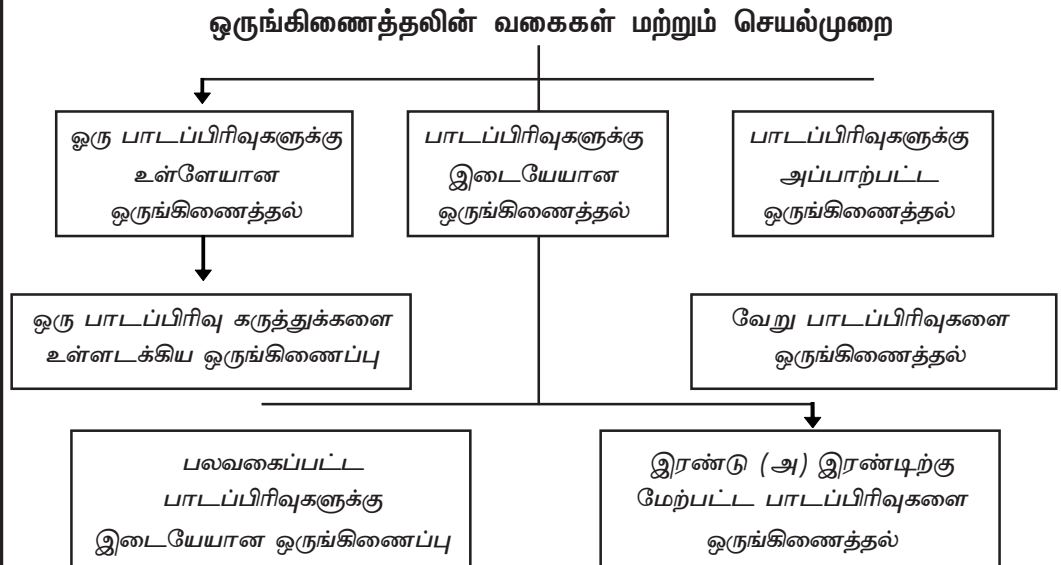 ஒருங்கிணைத்தலின் வகைகள் மற்றும் செயல்முறை
ஓரு பாடப்பிரிவுகளுக்கு
உள்ளேயான
ஒருங்கிணைத்தல்
பாடப்பிரிவுகளுக்கு
இடையேயான
ஒருங்கிணைத்தல்
பாடப்பிரிவுகளுக்கு
அப்பாற்பட்ட
ஒருங்கிணைத்தல்
ஒரு பாடப்பிரிவு கருத்துக்களை
உள்ளடக்கிய ஒருங்கிணைப்பு
வேறு பாடப்பிரிவுகளை
ஒருங்கிணைத்தல்
பலவகைப்பட்ட
பாடப்பிரிவுகளுக்கு
இடையேயான ஒருங்கிணைப்பு
இரண்டு (அ) இரண்டிற்கு
மேற்பட்ட பாடப்பிரிவுகளை
ஒருங்கிணைத்தல்